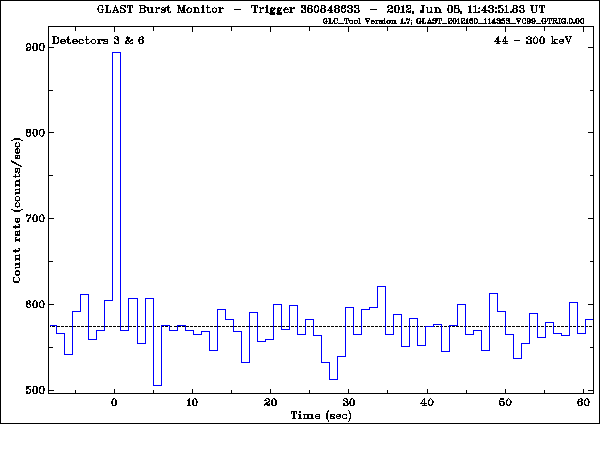 GLAST Burst Monitor - Trigger 360848633 - 2012, Jun 08, 11:43:51.83 UT
GLC_Tool Version 1.7; GLAST_2012160_114353_VC09_GTRIG.0.00
Detectors 3 & 6 44 - 300 keV
900
800
700
600
500
Count rate (counts/sec)
0 10 20 30 40 50 60
Time (sec)